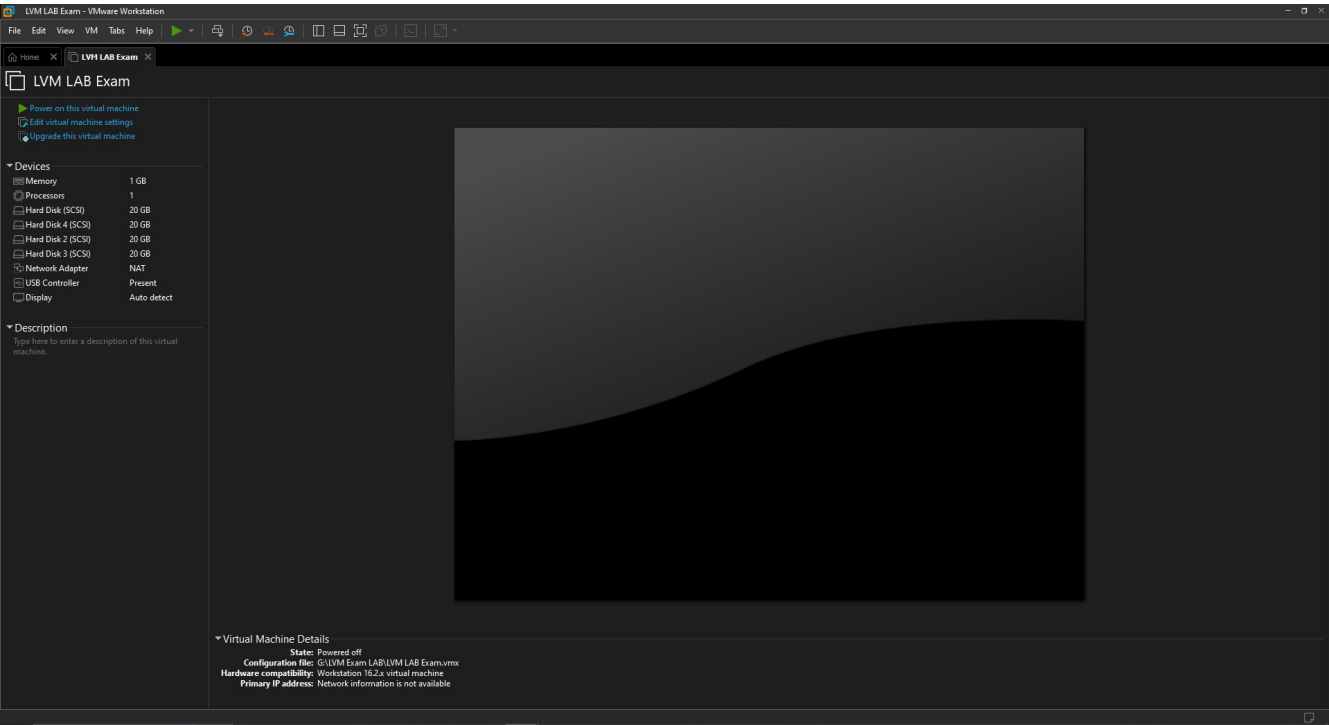 LVM LAB Exam - VMware Workstation
File Edit View VM Tabs Help
Home LVM LAB Exam
LVM LAB Exam
Power on this virtual machine
Edit virtual machine settings
Upgrade this virtual machine
Devices
Memory 1 GB
Processors 1
Hard Disk (SCSI) 20 GB
Hard Disk 4 (SCSI) 20 GB
Hard Disk 2 (SCSI) 20 GB
Hard Disk 3 (SCSI) 20 GB
Network Adapter NAT
USB Controller Present
Display Auto detect
Description
Type here to enter a description of this virtual
machine.
Virtual Machine Details
State: Powered off
Configuration file: G:\LVM Exam LAB\LVM LAB Exam.vmx
Hardware compatibility: Workstation 16.2.x virtual machine
Primary IP address: Network information is not available